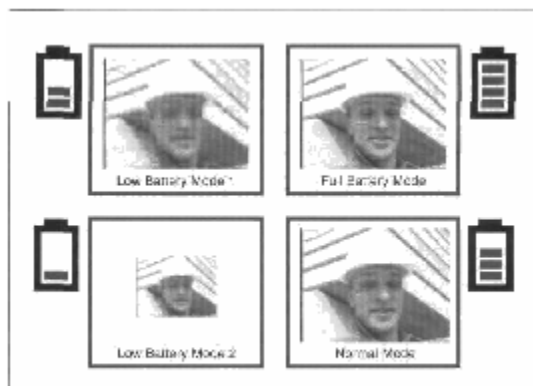 Low Battery Mode 1
Full Battery Mode
Low Battery Mode 2
Normal Mode